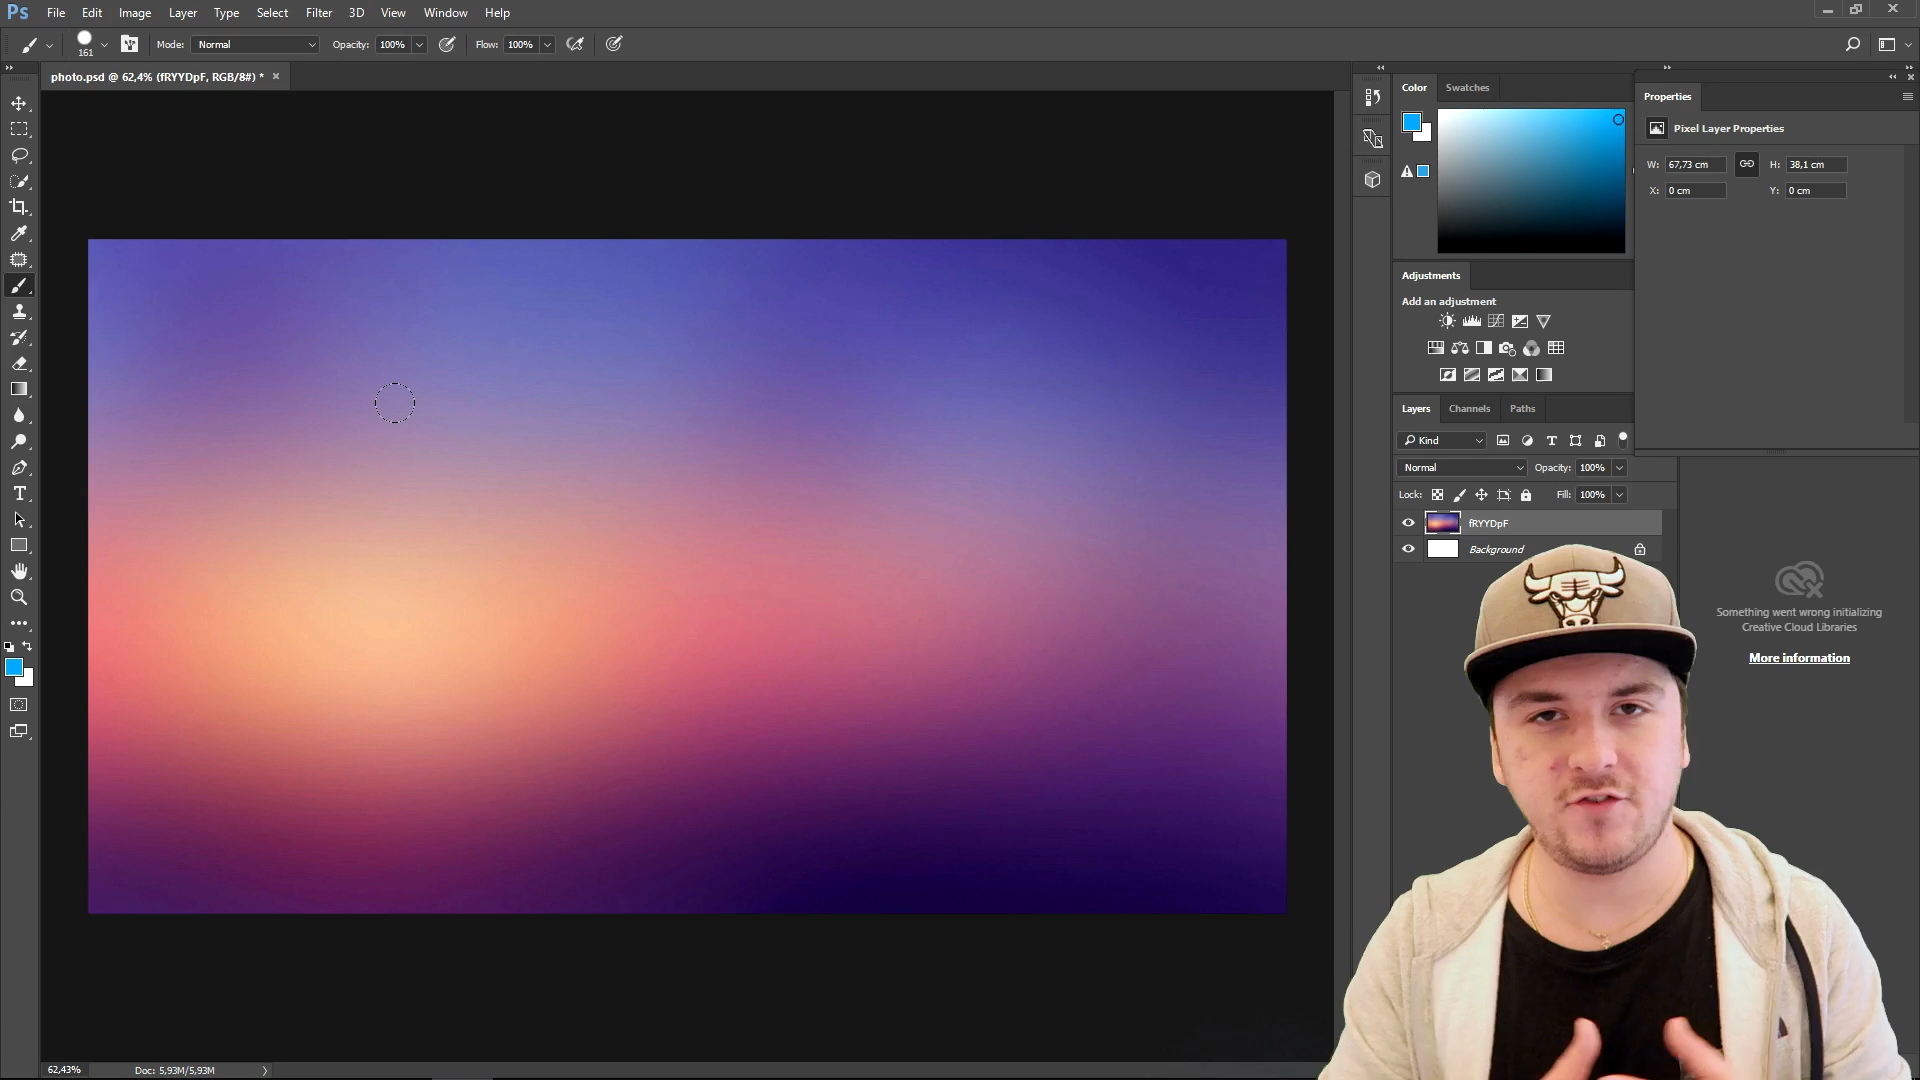 Ps File Edit Image Layer Type Select Filter 3D View Window Help
161 Mode: Normal Opacity: 100% Flow: 100%
photo.psd @ 62,4% (fRYYDpF, RGB/8#) * ×
Color Swatches
Properties
Pixel Layer Properties
W: 67,73 cm H: 38,1 cm
X: 0 cm Y: 0 cm
Adjustments
Add an adjustment
Layers Channels Paths
Kind
Normal Opacity: 100%
Lock: Fill: 100%
fRYYDpF
Background
Something went wrong initializing
Creative Cloud Libraries
More information
62,43% Doc: 5,93M/5,93M